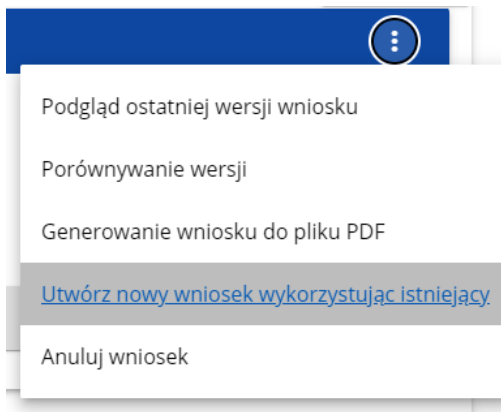 Podgląd ostatniej wersji wniosku
Porównywanie wersji
Generowanie wniosku do pliku PDF
Utwórz nowy wniosek wykorzystując istniejący
Anuluj wniosek